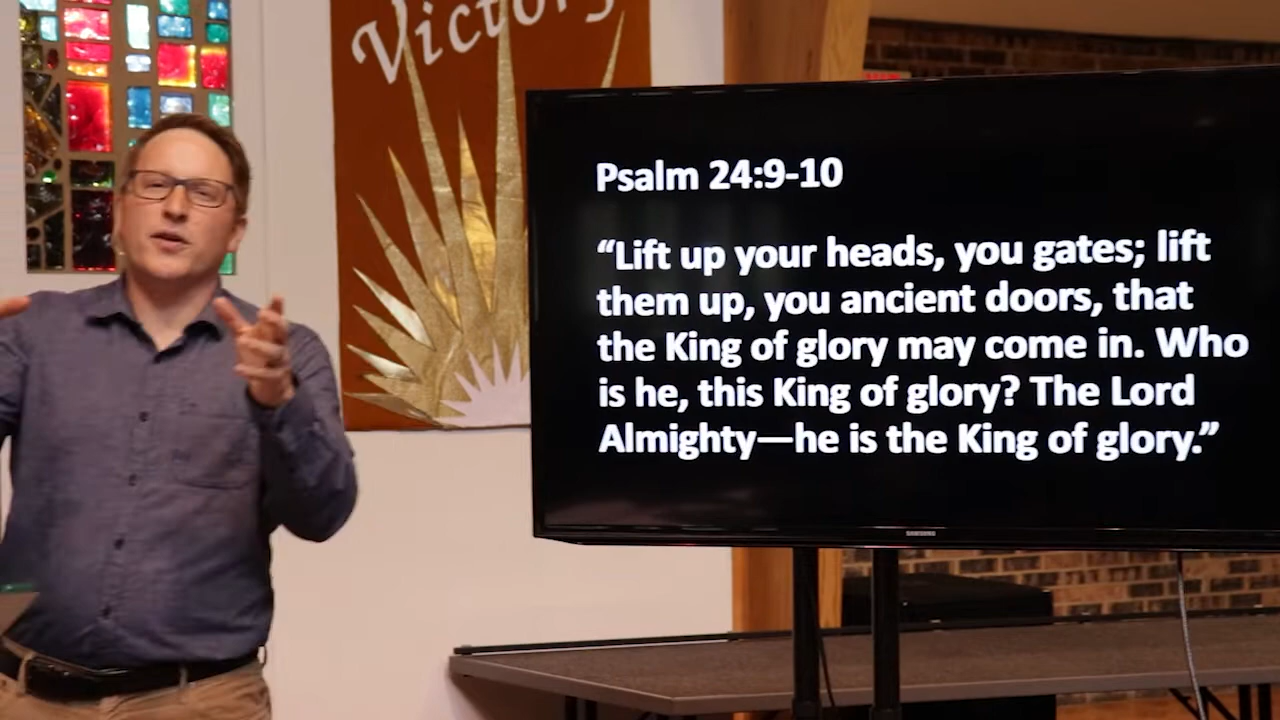 Victory
Psalm 24:9-10
“Lift up your heads, you gates; lift
them up, you ancient doors, that
the King of glory may come in. Who
is he, this King of glory? The Lord
Almighty—he is the King of glory.”
SAMSUNG